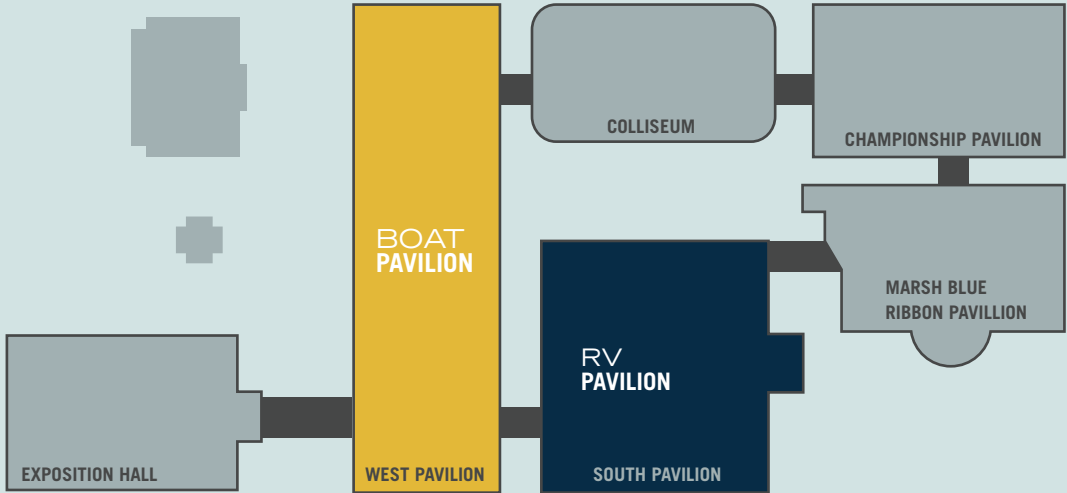 COLLISEUM
CHAMPIONSHIP PAVILION
BOAT
PAVILION
MARSH BLUE
RIBBON PAVILLION
RV
PAVILION
EXPOSITION HALL
WEST PAVILION
SOUTH PAVILION